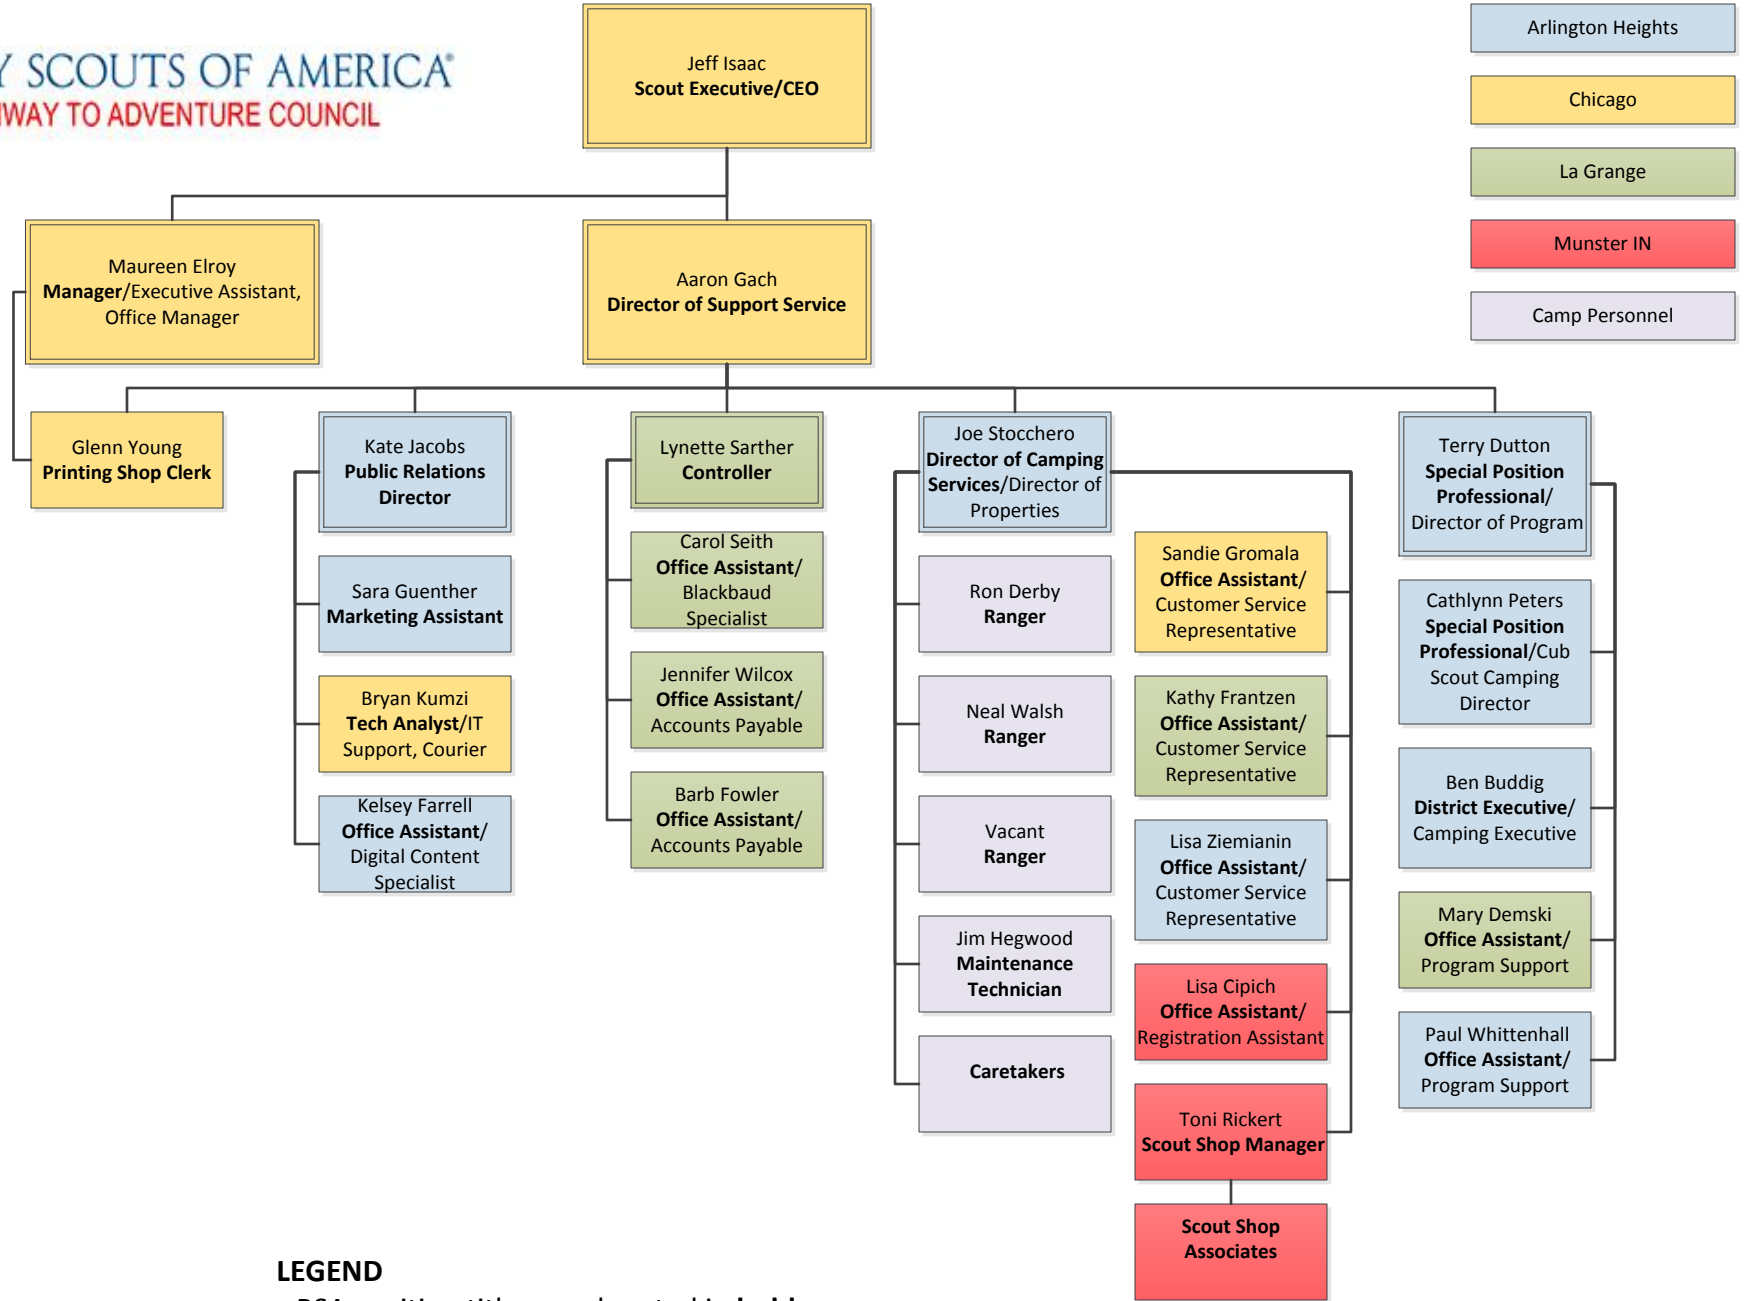 Y SCOUTS OF AMERICA®
HWAY TO ADVENTURE COUNCIL
Jeff Isaac
Scout Executive/CEO
Arlington Heights
Chicago
La Grange
Munster IN
Camp Personnel
Maureen Elroy
Manager/Executive Assistant,
Office Manager
Aaron Gach
Director of Support Service
Glenn Young
Printing Shop Clerk
Kate Jacobs
Public Relations
Director
Sara Guenther
Marketing Assistant
Bryan Kumzi
Tech Analyst/IT
Support, Courier
Kelsey Farrell
Office Assistant/
Digital Content
Specialist
Lynette Sarther
Controller
Carol Seith
Office Assistant/
Blackbaud
Specialist
Jennifer Wilcox
Office Assistant/
Accounts Payable
Barb Fowler
Office Assistant/
Accounts Payable
Joe Stocchero
Director of Camping
Services/Director of
Properties
Ron Derby
Ranger
Neal Walsh
Ranger
Vacant
Ranger
Jim Hegwood
Maintenance
Technician
Caretakers
Sandie Gromala
Office Assistant/
Customer Service
Representative
Kathy Frantzen
Office Assistant/
Customer Service
Representative
Lisa Ziemianin
Office Assistant/
Customer Service
Representative
Lisa Cipich
Office Assistant/
Registration Assistant
Toni Rickert
Scout Shop Manager
Scout Shop
Associates
Terry Dutton
Special Position
Professional/
Director of Program
Cathlynn Peters
Special Position
Professional/Cub
Scout Camping
Director
Ben Buddig
District Executive/
Camping Executive
Mary Demski
Office Assistant/
Program Support
Paul Whittenhall
Office Assistant/
Program Support
LEGEND